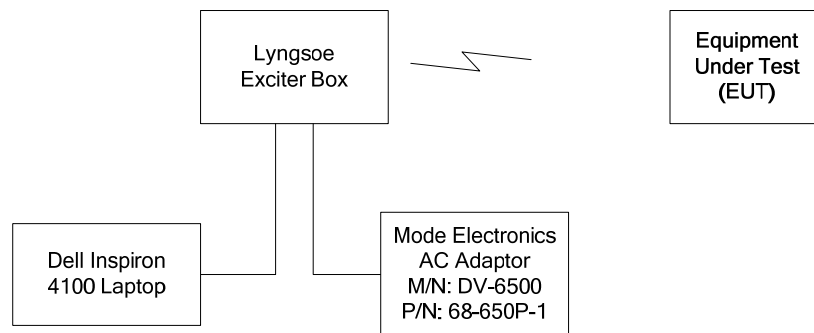 Lyngsoe
Exciter Box
Equipment
Under Test
(EUT)
Dell Inspiron
4100 Laptop
Mode Electronics
AC Adaptor
M/N: DV-6500
P/N: 68-650P-1